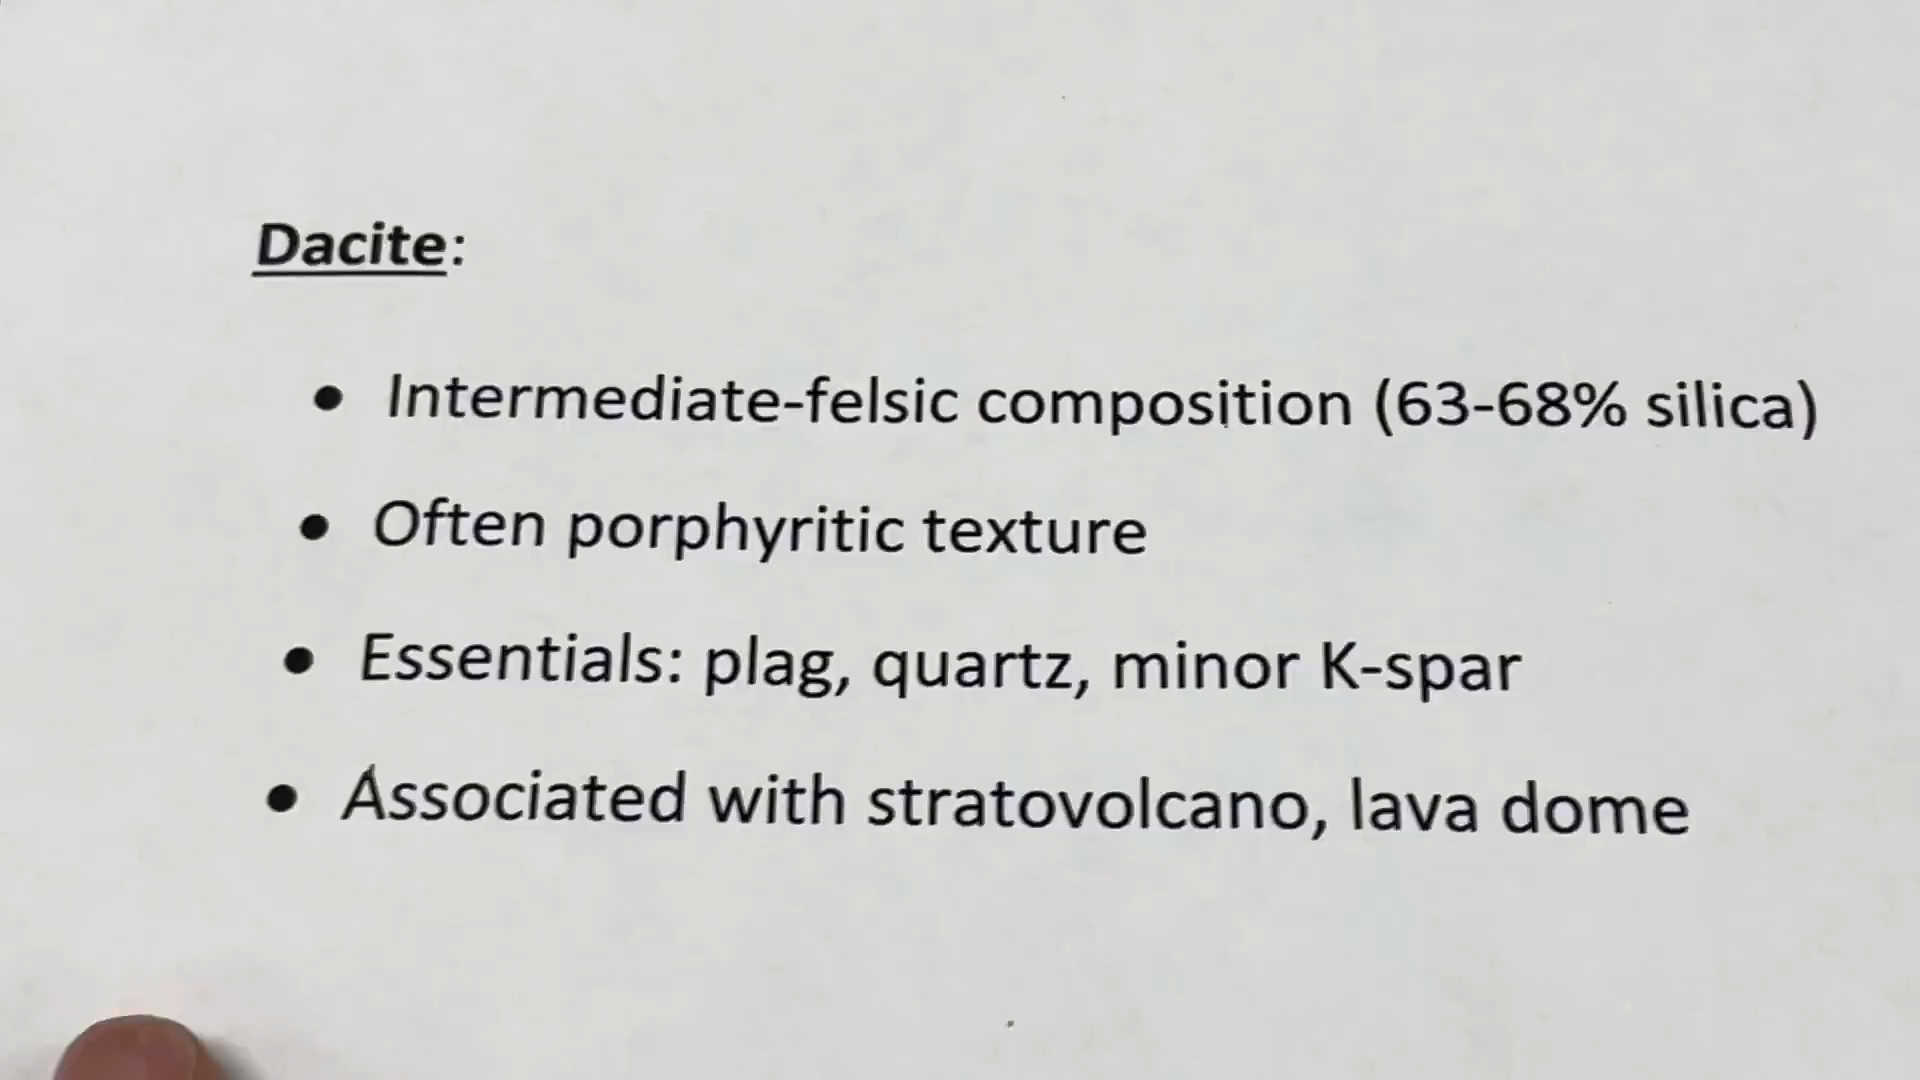 Dacite:
• Intermediate-felsic composition (63-68% silica)
• Often porphyritic texture
• Essentials: plag, quartz, minor K-spar
• Associated with stratovolcano, lava dome